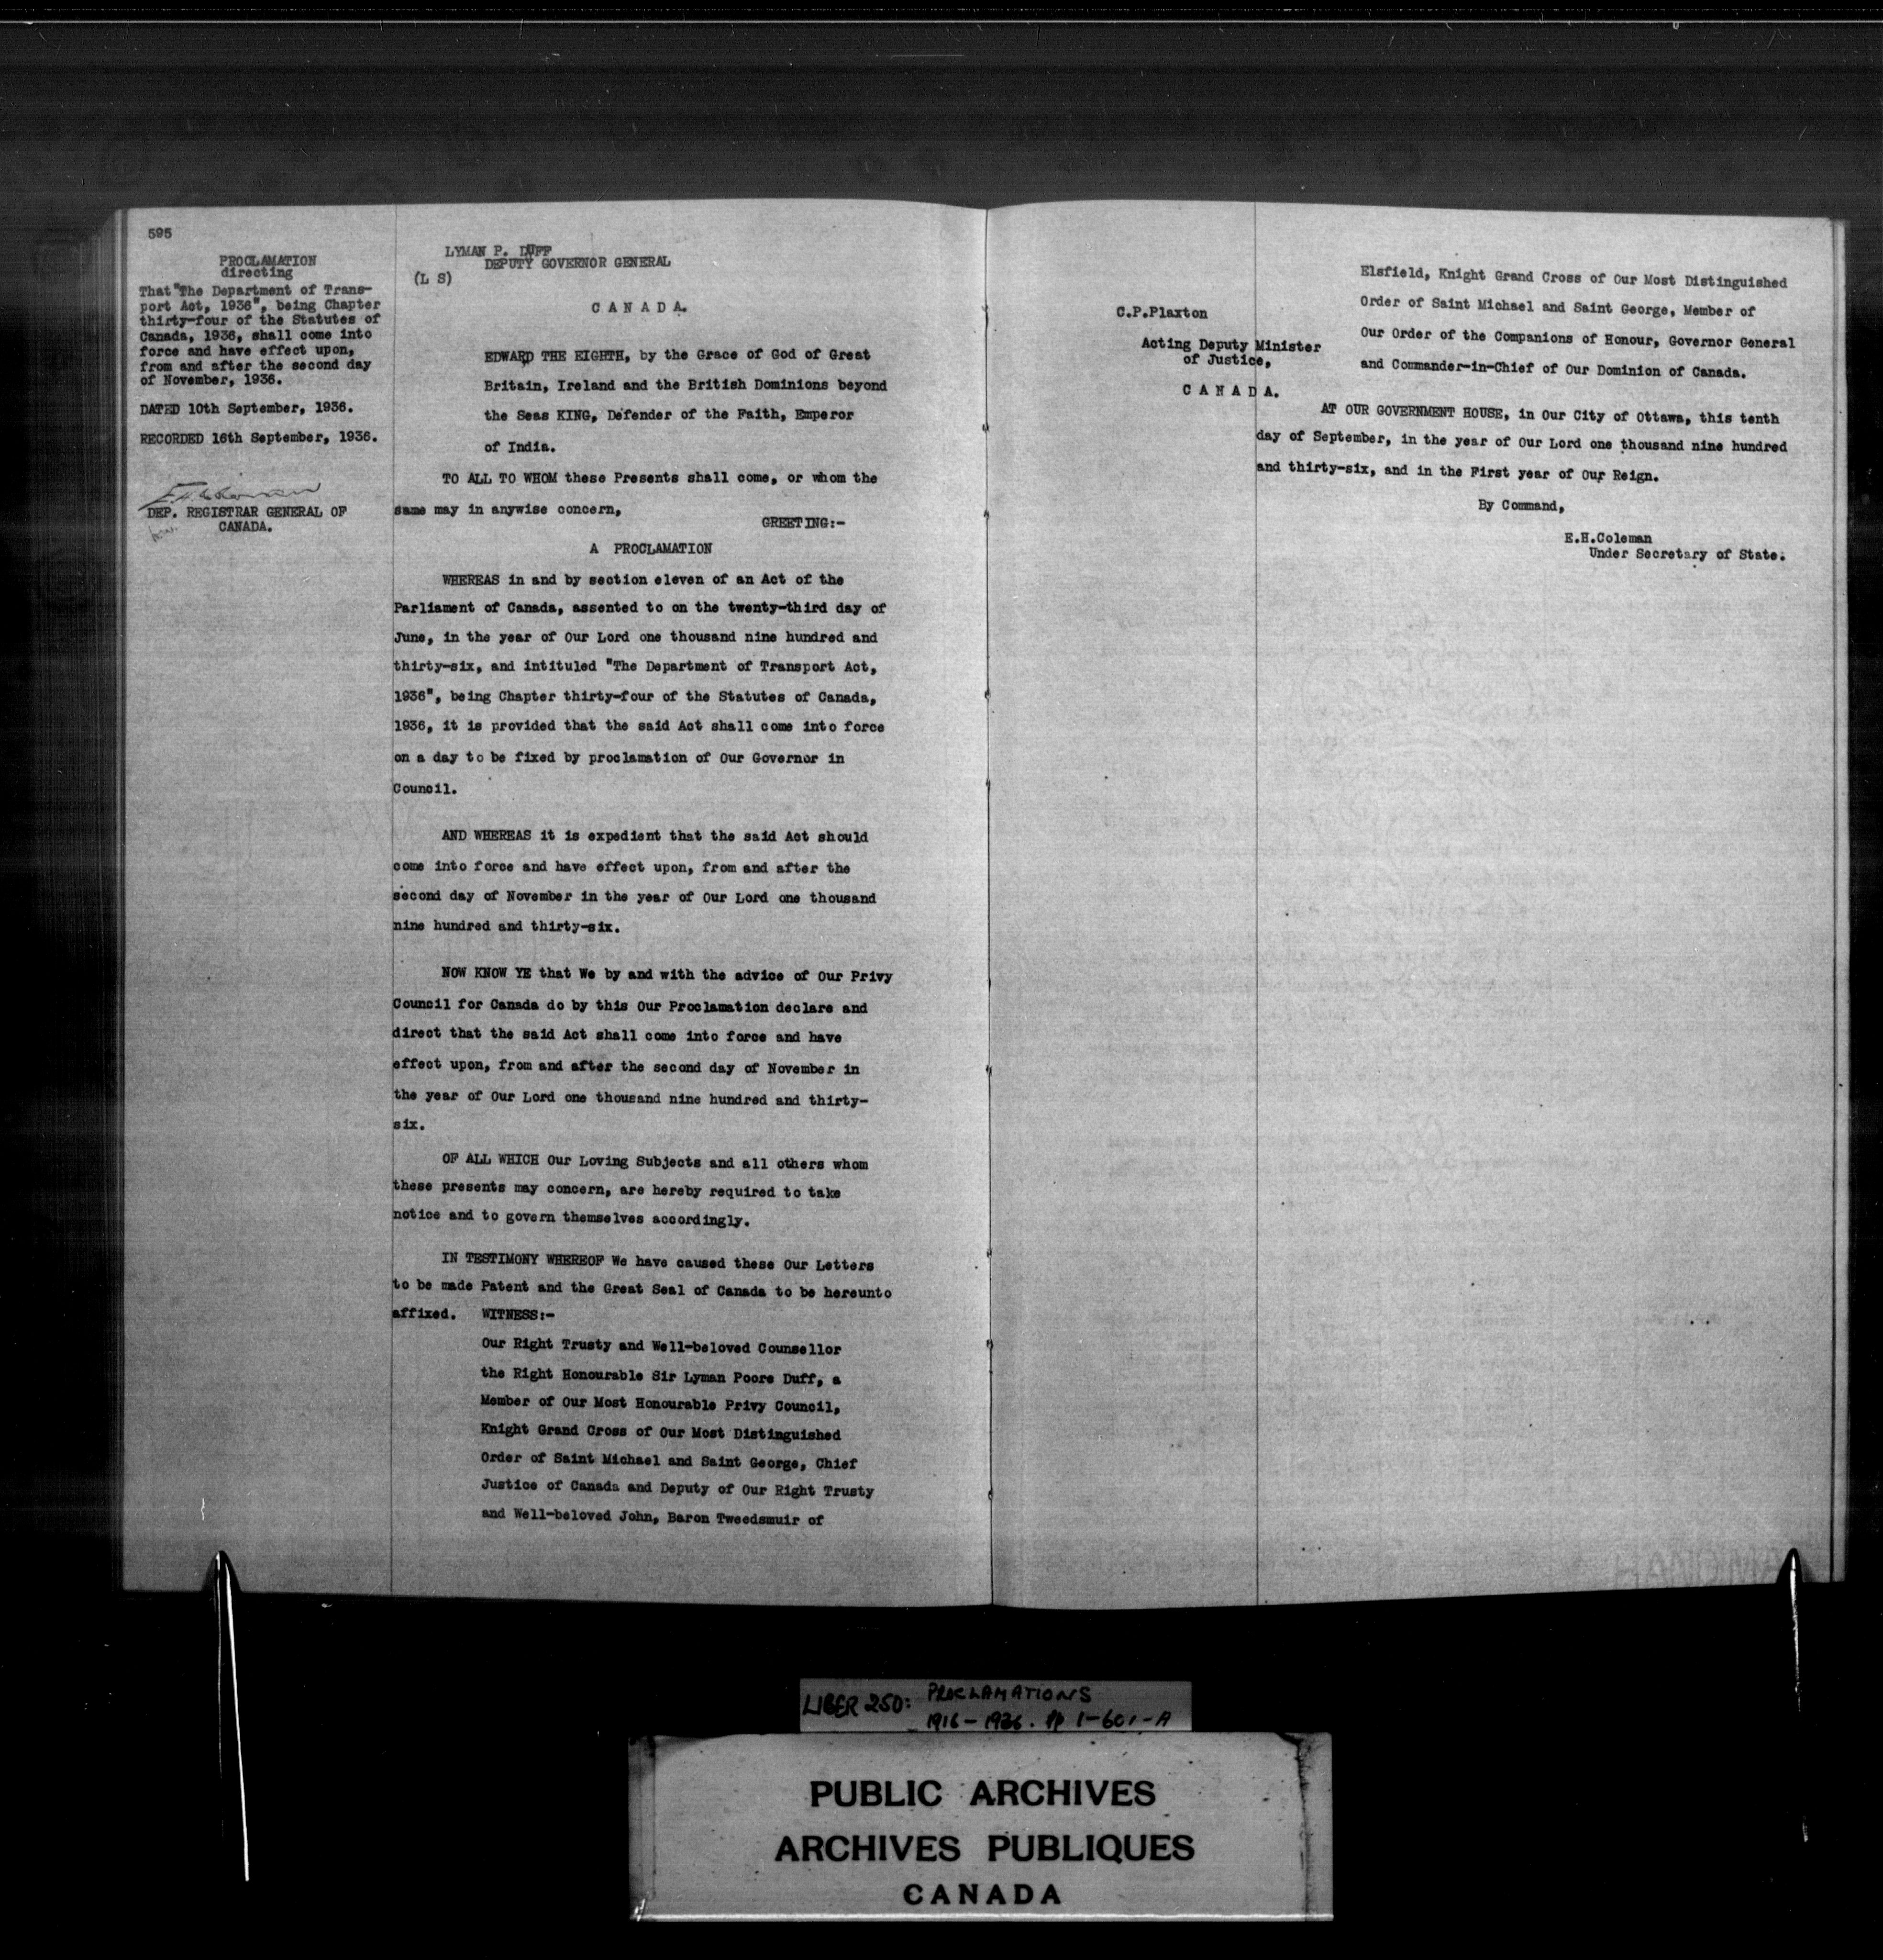 595
PROCLAMATION
directing
That "The Department of Trans-
port Act, 1936", being Chapter
thirty-four of the Statutes of
Canada, 1936, shall come into
force and have effect upon,
from and after the second day
of November, 1936.
DATED 10th September, 1936.
RECORDED 16th September, 1936.
DEP. REGISTRAR GENERAL OF
CANADA.
LYMAN P. DUFF
DEPUTY GOVERNOR GENERAL
(L S)
C A N A D A.
EDWARD THE EIGHTH, by the Grace of God of Great
Britain, Ireland and the British Dominions beyond
the Seas KING, Defender of the Faith, Emperor
of India.
TO ALL TO WHOM these Presents shall come, or whom the
same may in anywise concern,
GREETING:-
A PROCLAMATION
WHEREAS in and by section eleven of an Act of the
Parliament of Canada, assented to on the twenty-third day of
June, in the year of Our Lord one thousand nine hundred and
thirty-six, and intituled "The Department of Transport Act,
1936", being Chapter thirty-four of the Statutes of Canada,
1936, it is provided that the said Act shall come into force
on a day to be fixed by proclamation of Our Governor in
Council.
AND WHEREAS it is expedient that the said Act should
come into force and have effect upon, from and after the
second day of November in the year of Our Lord one thousand
nine hundred and thirty-six.
NOW KNOW YE that We by and with the advice of Our Privy
Council for Canada do by this Our Proclamation declare and
direct that the said Act shall come into force and have
effect upon, from and after the second day of November in
the year of Our Lord one thousand nine hundred and thirty-
six.
OF ALL WHICH Our Loving Subjects and all others whom
these presents may concern, are hereby required to take
notice and to govern themselves accordingly.
IN TESTIMONY WHEREOF We have caused these Our Letters
to be made Patent and the Great Seal of Canada to be hereunto
affixed. WITNESS:-
Our Right Trusty and Well-beloved Counsellor
the Right Honourable Sir Lyman Poore Duff, a
Member of Our Most Honourable Privy Council,
Knight Grand Cross of Our Most Distinguished
Order of Saint Michael and Saint George, Chief
Justice of Canada and Deputy of Our Right Trusty
and Well-beloved John, Baron Tweedsmuir of
C.P.Plaxton
Acting Deputy Minister
of Justice,
C A N A D A.
Elsfield, Knight Grand Cross of Our Most Distinguished
Order of Saint Michael and Saint George, Member of
Our Order of the Companions of Honour, Governor General
and Commander-in-Chief of Our Dominion of Canada.
AT OUR GOVERNMENT HOUSE, in Our City of Ottawa, this tenth
day of September, in the year of Our Lord one thousand nine hundred
and thirty-six, and in the First year of Our Reign.
By Command,
E.H.Coleman
Under Secretary of State.
LIBER 250: PROCLAMATIONS
1916-1936. pp 1-601-A
PUBLIC ARCHIVES
ARCHIVES PUBLIQUES
CANADA